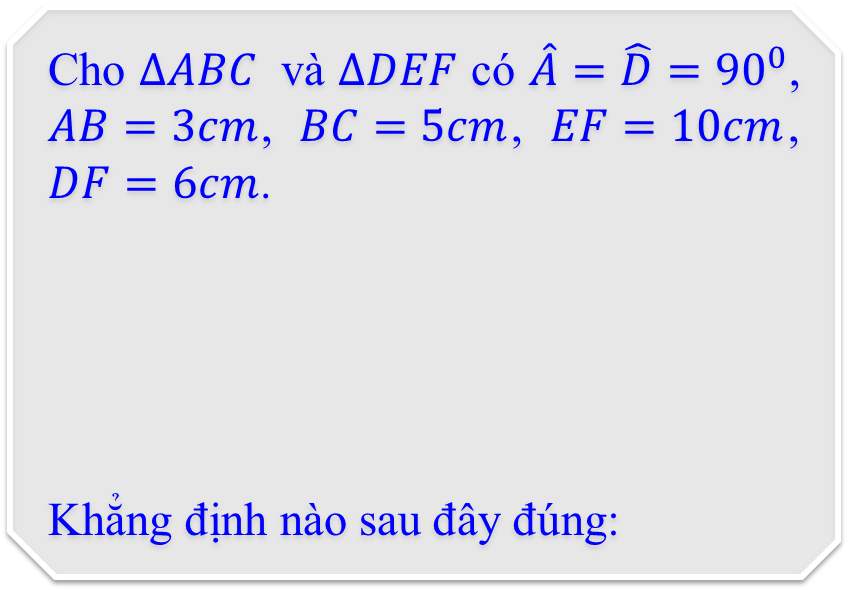 Cho ΔABC và ΔDEF có Â = D̂ = 90⁰,
AB = 3cm, BC = 5cm, EF = 10cm,
DF = 6cm.
Khẳng định nào sau đây đúng: